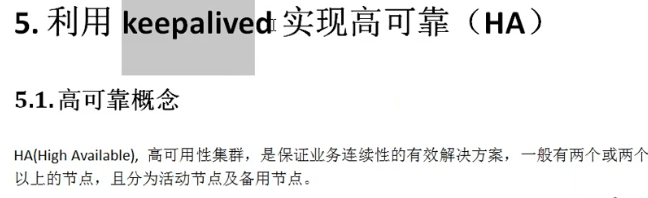 5. 利用 keepalived 实现高可靠（HA）
5.1.高可靠概念
HA(High Available), 高可用性集群，是保证业务连续性的有效解决方案，一般有两个或两个
以上的节点，且分为活动节点及备用节点。